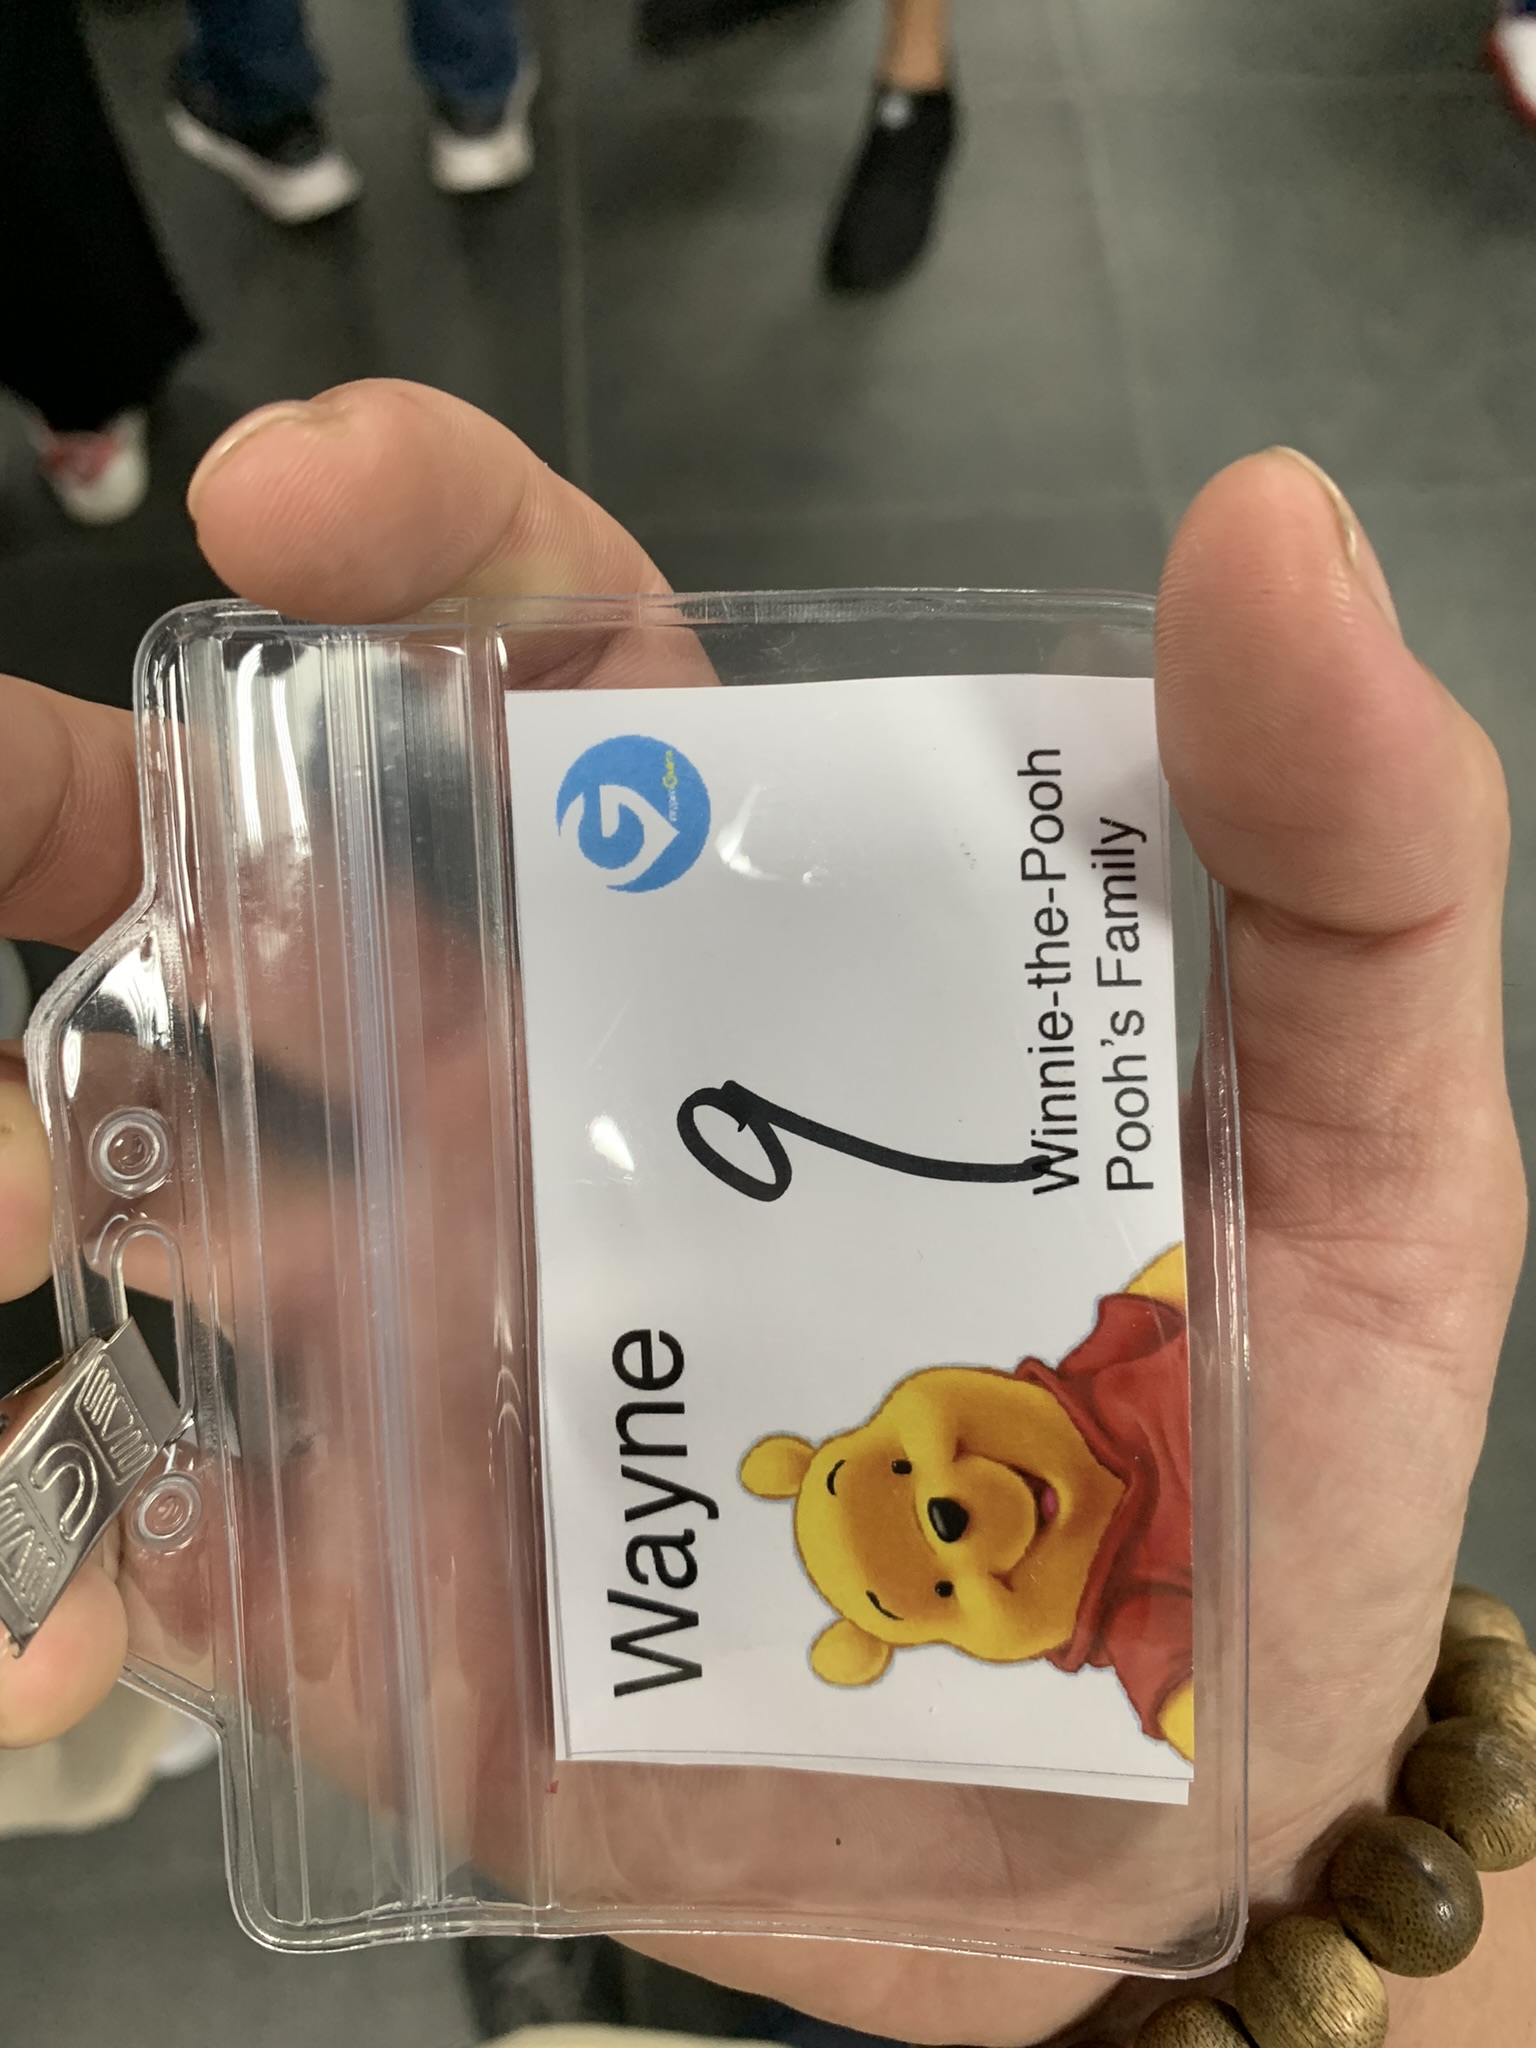 Wayne
9
Winnie-the-Pooh
Pooh's Family